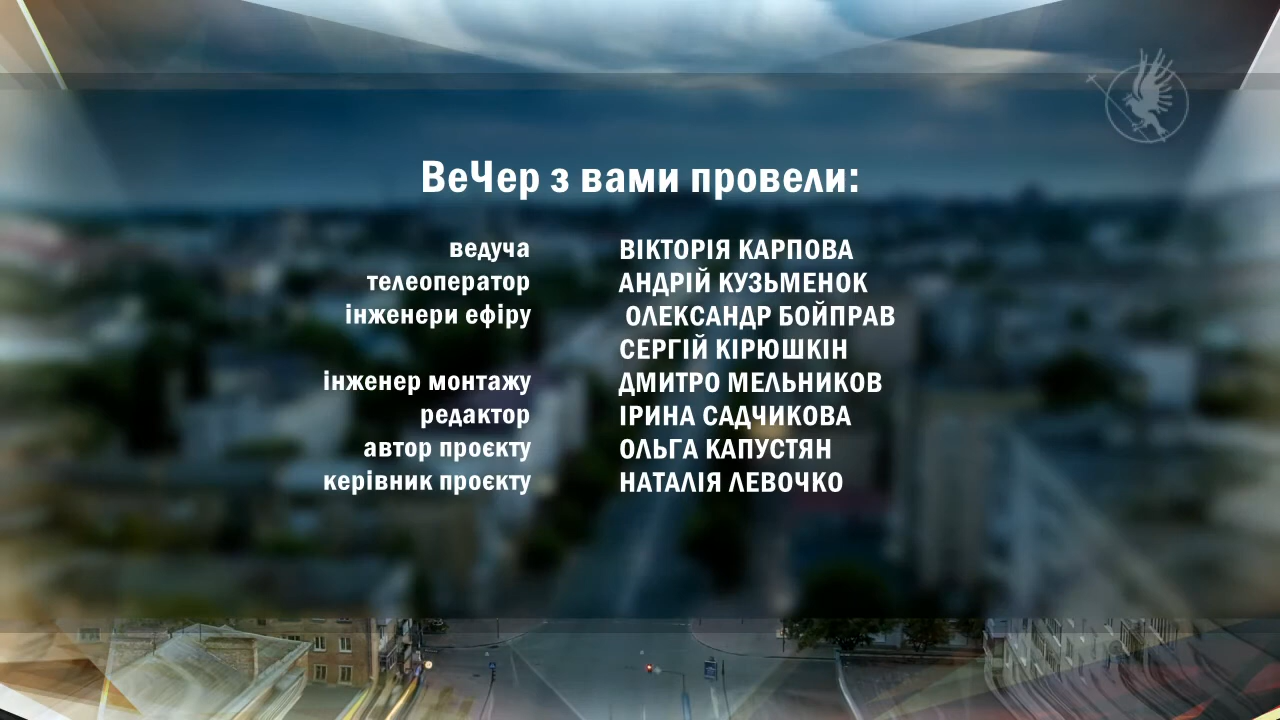 ВеЧер з вами провели:
ведуча ВІКТОРІЯ КАРПОВА
телеоператор АНДРІЙ КУЗЬМЕНОК
інженери ефіру ОЛЕКСАНДР БОЙПРАВ
СЕРГІЙ КІРЮШКІН
інженер монтажу ДМИТРО МЕЛЬНИКОВ
редактор ІРИНА САДЧИКОВА
автор проєкту ОЛЬГА КАПУСТЯН
керівник проєкту НАТАЛІЯ ЛЕВОЧКО